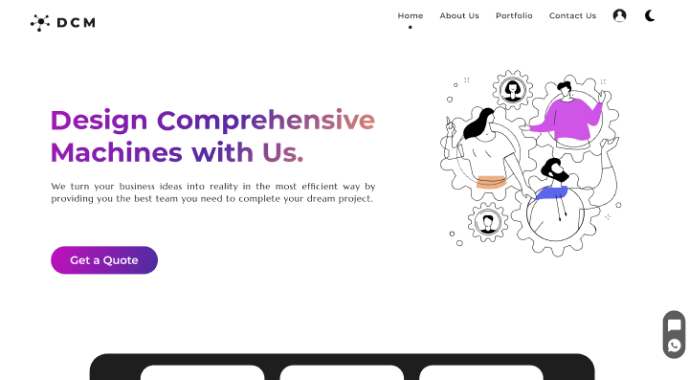 DCM
Home About Us Portfolio Contact Us
Design Comprehensive
Machines with Us.
We turn your business ideas into reality in the most efficient way by
providing you the best team you need to complete your dream project.
Get a Quote